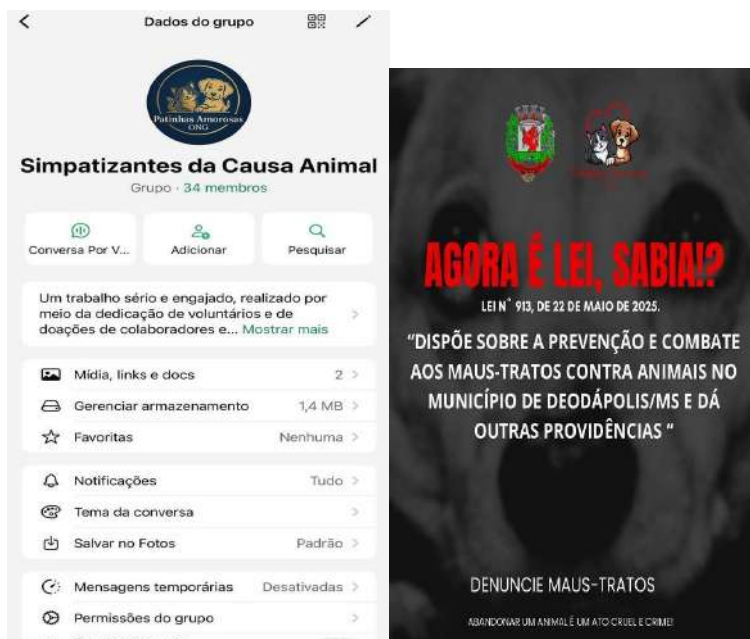 Dados do grupo
Patinhas Amorosas
ONG
Simpatizantes da Causa Animal
Grupo · 34 membros
Conversa Por V...
Adicionar
Pesquisar
Um trabalho sério e engajado, realizado por
meio da dedicação de voluntários e de
doações de colaboradores e... Mostrar mais
Mídia, links e docs 2
Gerenciar armazenamento 1,4 MB
Favoritas Nenhuma
Notificações Tudo
Tema da conversa
Salvar no Fotos Padrão
Mensagens temporárias Desativadas
Permissões do grupo
AGORA É LEI, SABIA!?
LEI N° 913, DE 22 DE MAIO DE 2025.
“DISPÕE SOBRE A PREVENÇÃO E COMBATE
AOS MAUS-TRATOS CONTRA ANIMAIS NO
MUNICÍPIO DE DEODÁPOLIS/MS E DÁ
OUTRAS PROVIDÊNCIAS “
DENUNCIE MAUS-TRATOS
ABANDONAR UM ANIMAL É UM ATO CRUEL E CRIME!